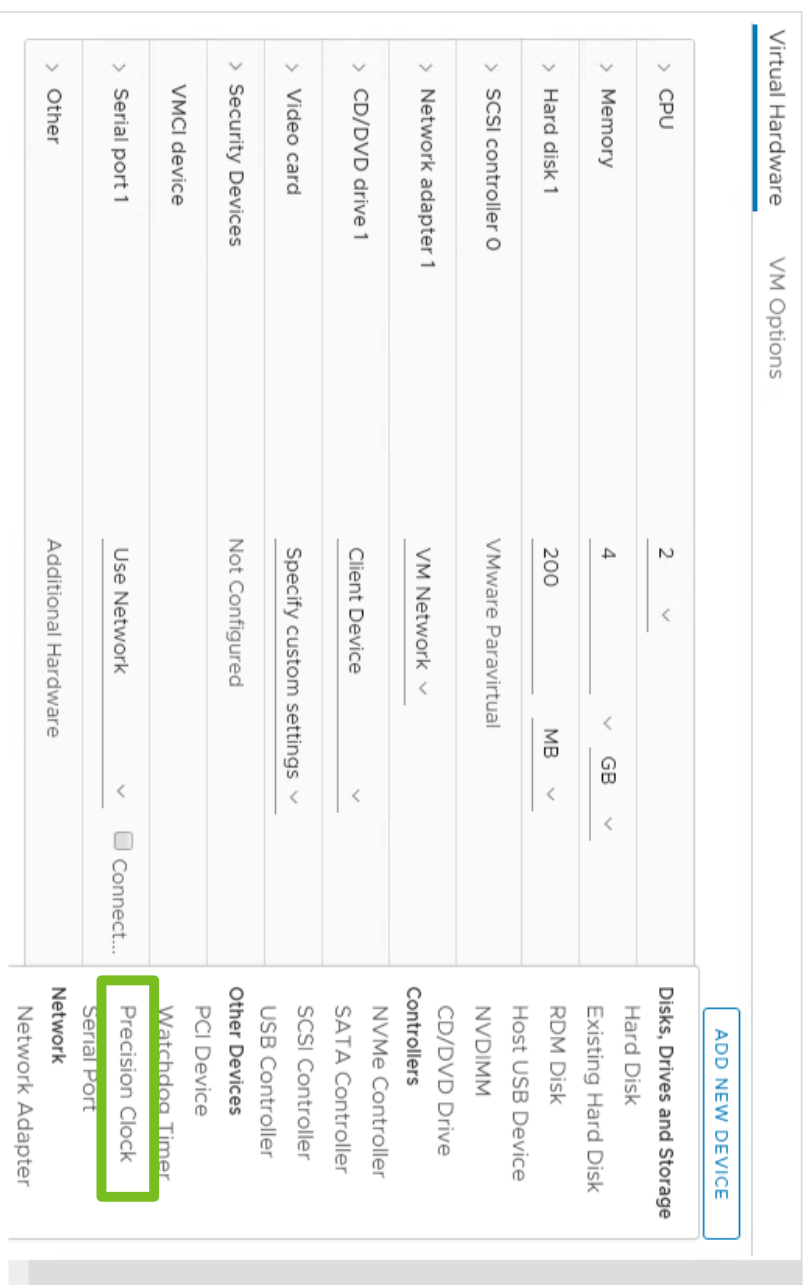 Virtual Hardware VM Options
ADD NEW DEVICE
> CPU 2
> Memory 4 GB
> Hard disk 1 200 MB
> SCSI controller 0 VMware Paravirtual
> Network adapter 1 VM Network
> CD/DVD drive 1 Client Device
> Video card Specify custom settings
> Security Devices Not Configured
VMCI device
> Serial port 1 Use Network Connect...
> Other Additional Hardware
Disks, Drives and Storage
Hard Disk
Existing Hard Disk
RDM Disk
Host USB Device
NVDIMM
CD/DVD Drive
Controllers
NVMe Controller
SATA Controller
SCSI Controller
USB Controller
Other Devices
PCI Device
Watchdog Timer
Precision Clock
Serial Port
Network
Network Adapter